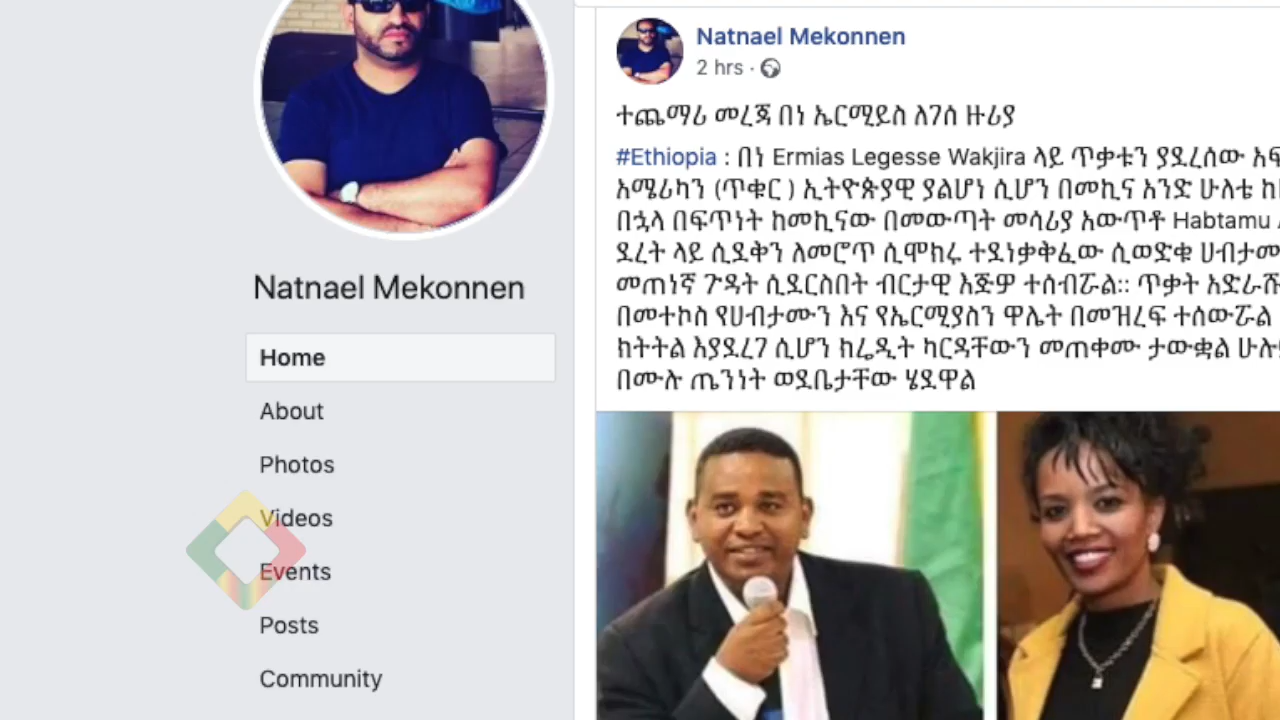 Natnael Mekonnen
Home
About
Photos
Videos
Events
Posts
Community
Natnael Mekonnen
2 hrs ·
ተጨማሪ መረጃ በነ ኤርሚይስ ለገሰ ዙሪያ
#Ethiopia : በነ Ermias Legesse Wakjira ላይ ጥቃቱን ያደረሰው
አሜሪካን (ጥቁር ) ኢትዮጵያዊ ያልሆነ ሲሆን በመኪና አንድ ሁለቴ
በኋላ በፍጥነት ከመኪናው በመውጣት መሳሪያ አውጥቶ Habtamu
ደረት ላይ ሲደቅን ለመሮጥ ሲሞክሩ ተደነቃቅፈው ሲወድቁ ሀብታሙ
መጠነኛ ጉዳት ሲደርስበት ብርታዊ እጅዎ ተሰብሯል:: ጥቃት
በመተኮስ የሀብታሙን እና የኤርሚያስን ዋሌት በመዝረፍ ተሰውሯል
ክትትል እያደረገ ሲሆን ክሬዲት ካርዳቸውን መጠቀሙ ታውቋል
በሙሉ ጤንነት ወደቤታቸው ሄደዋል